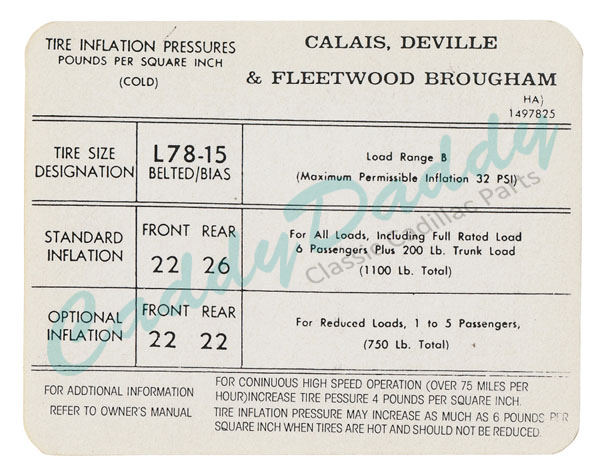 TIRE INFLATION PRESSURES
POUNDS PER SQUARE INCH
(COLD)
CALAIS, DEVILLE
& FLEETWOOD BROUGHAM
HA)
1497825
TIRE SIZE
DESIGNATION
L78-15
BELTED/BIAS
Load Range B
(Maximum Permissible Inflation 32 PSI)
STANDARD
INFLATION
FRONT REAR
22 26
For All Loads, Including Full Rated Load
6 Passengers Plus 200 Lb. Trunk Load
(1100 Lb. Total)
OPTIONAL
INFLATION
FRONT REAR
22 22
For Reduced Loads, 1 to 5 Passengers,
(750 Lb. Total)
FOR ADDTIONAL INFORMATION
REFER TO OWNER'S MANUAL
FOR CONINUOUS HIGH SPEED OPERATION (OVER 75 MILES PER
HOUR)INCREASE TIRE PESSURE 4 POUNDS PER SQUARE INCH.
TIRE INFLATION PRESSURE MAY INCREASE AS MUCH AS 6 POUNDS PER
SQUARE INCH WHEN TIRES ARE HOT AND SHOULD NOT BE REDUCED.
CaddyDaddy
Classic Cadillac Parts